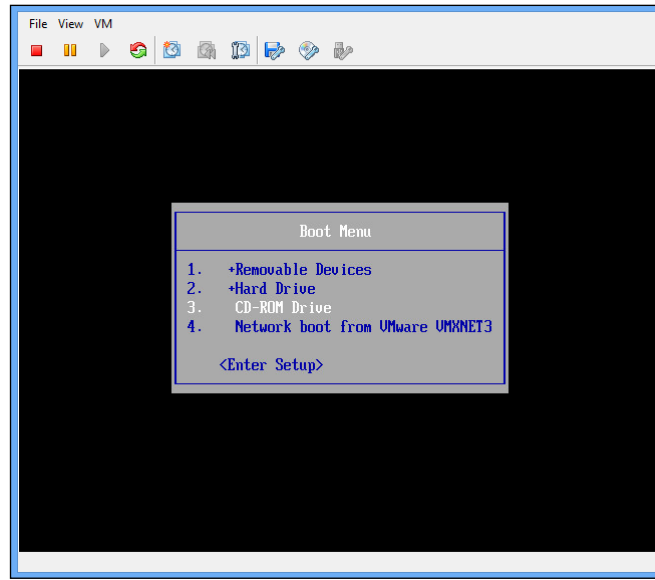 File View VM
Boot Menu
1. +Removable Devices
2. +Hard Drive
3. CD-ROM Drive
4. Network boot from VMware VMXNET3
<Enter Setup>